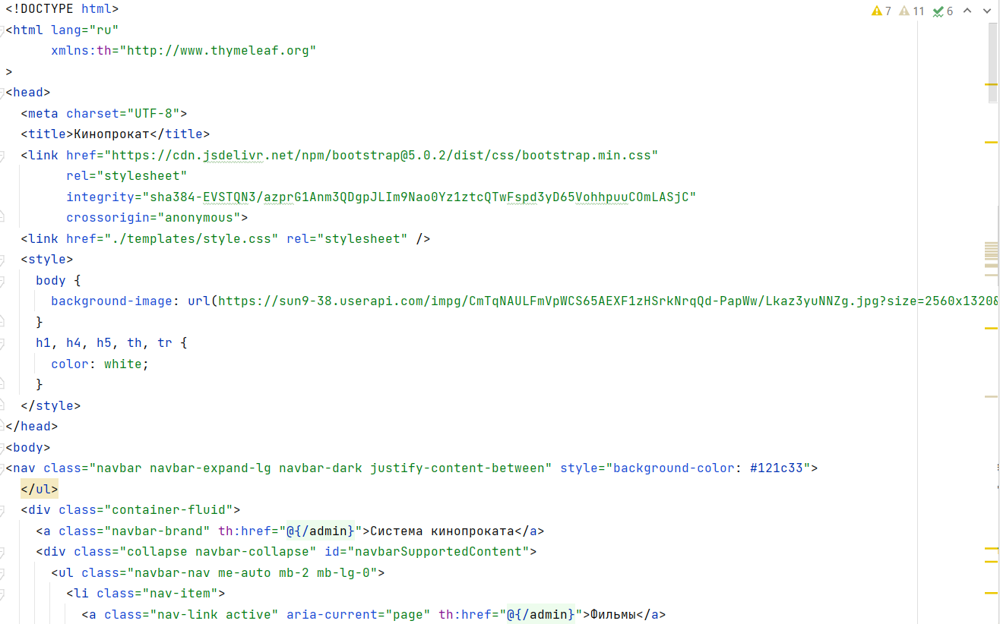 <!DOCTYPE html>
7 11 6
<html lang="ru"
xmlns:th="http://www.thymeleaf.org"
>
<head>
<meta charset="UTF-8">
<title>Кинопрокат</title>
<link href="https://cdn.jsdelivr.net/npm/bootstrap@5.0.2/dist/css/bootstrap.min.css"
rel="stylesheet"
integrity="sha384-EVSTQN3/azprG1Anm3QDgpJLIm9Nao0Yz1ztcQTwFspd3yD65VohhpuuCOmLASjC"
crossorigin="anonymous">
<link href="./templates/style.css" rel="stylesheet" />
<style>
body {
background-image: url(https://sun9-38.userapi.com/impg/CmTqNAULFmVpWCS65AEXF1zHSrkNrqQd-PapWw/Lkaz3yuNNZg.jpg?size=2560x1320&
}
h1, h4, h5, th, tr {
color: white;
}
</style>
</head>
<body>
<nav class="navbar navbar-expand-lg navbar-dark justify-content-between" style="background-color: #121c33">
</ul>
<div class="container-fluid">
<a class="navbar-brand" th:href="@{/admin}">Система кинопроката</a>
<div class="collapse navbar-collapse" id="navbarSupportedContent">
<ul class="navbar-nav me-auto mb-2 mb-lg-0">
<li class="nav-item">
<a class="nav-link active" aria-current="page" th:href="@{/admin}">Фильмы</a>